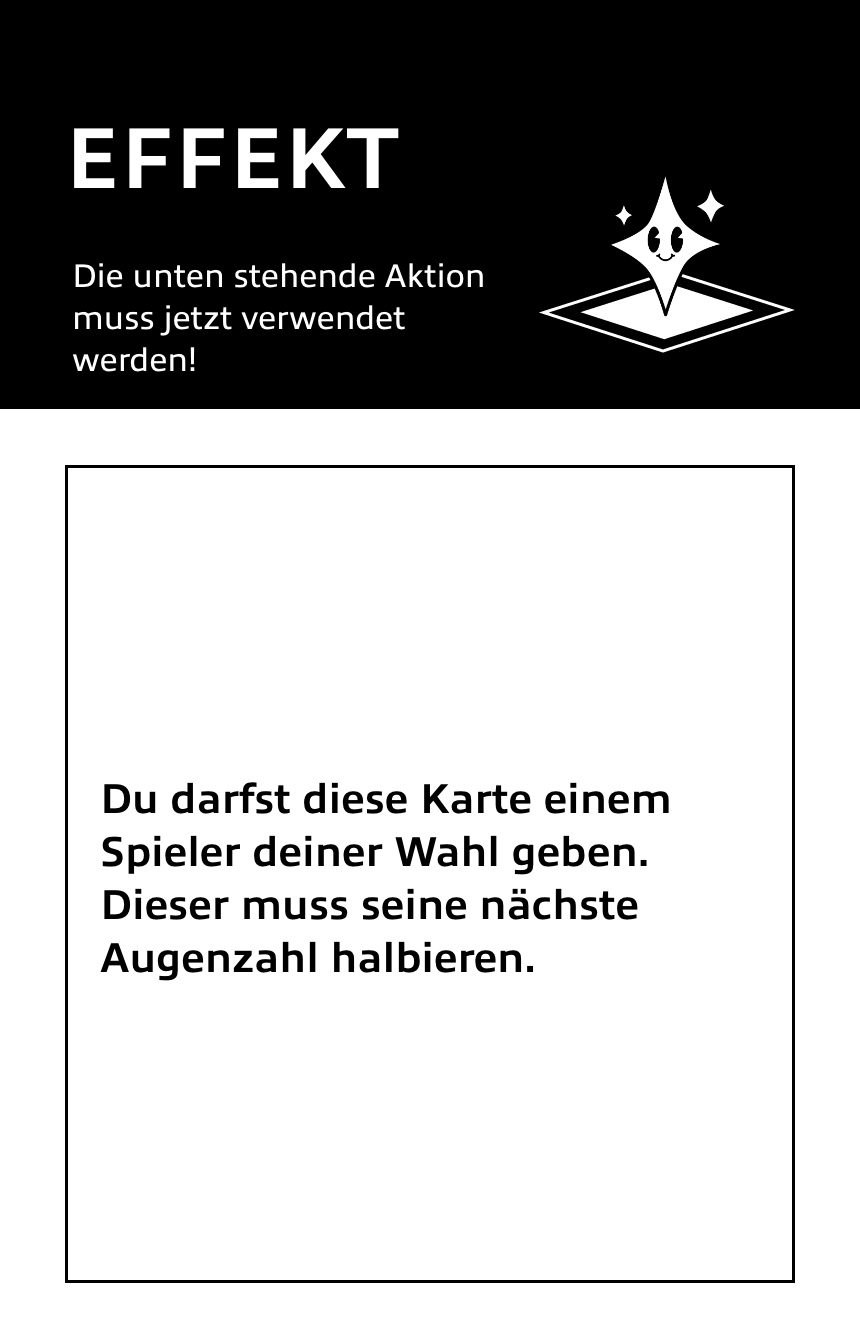 EFFEKT
Die unten stehende Aktion
muss jetzt verwendet
werden!
Du darfst diese Karte einem
Spieler deiner Wahl geben.
Dieser muss seine nächste
Augenzahl halbieren.